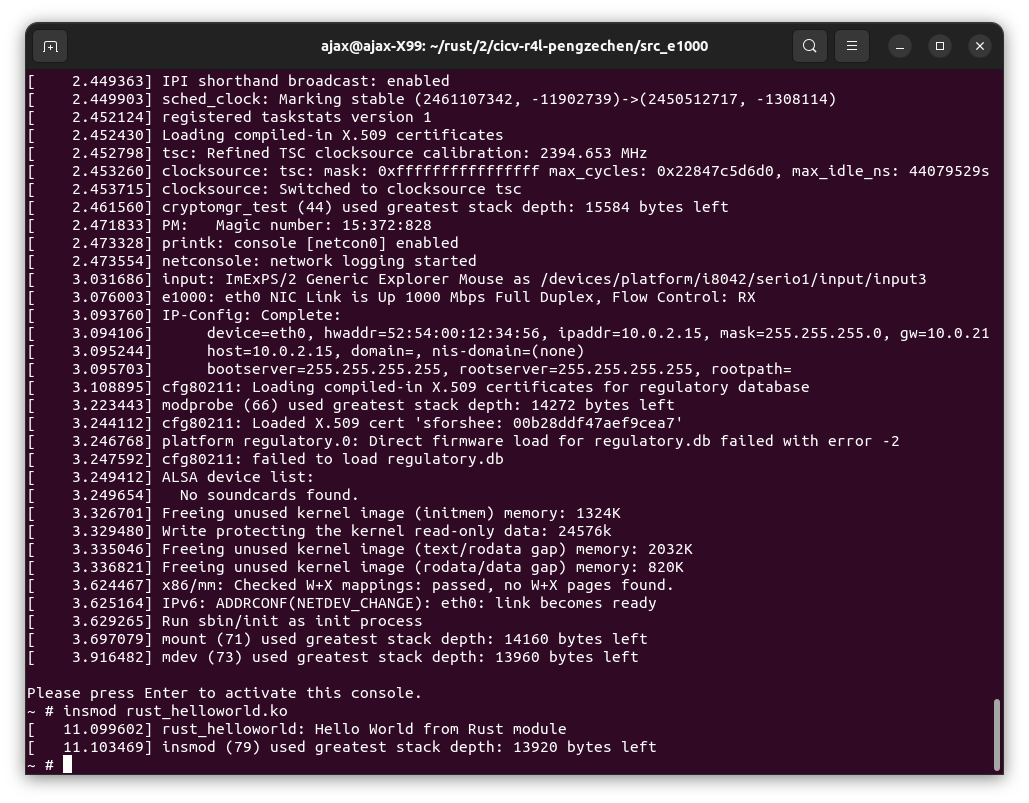 ajax@ajax-X99: ~/rust/2/cicv-r4l-pengzechen/src_e1000
[    2.449363] IPI shorthand broadcast: enabled
[    2.449903] sched_clock: Marking stable (2461107342, -11902739)->(2450512717, -1308114)
[    2.452124] registered taskstats version 1
[    2.452430] Loading compiled-in X.509 certificates
[    2.452798] tsc: Refined TSC clocksource calibration: 2394.653 MHz
[    2.453260] clocksource: tsc: mask: 0xffffffffffffffff max_cycles: 0x22847c5d6d0, max_idle_ns: 44079529s
[    2.453715] clocksource: Switched to clocksource tsc
[    2.461560] cryptomgr_test (44) used greatest stack depth: 15584 bytes left
[    2.471833] PM:   Magic number: 15:372:828
[    2.473328] printk: console [netcon0] enabled
[    2.473554] netconsole: network logging started
[    3.031686] input: ImExPS/2 Generic Explorer Mouse as /devices/platform/i8042/serio1/input/input3
[    3.076003] e1000: eth0 NIC Link is Up 1000 Mbps Full Duplex, Flow Control: RX
[    3.093760] IP-Config: Complete:
[    3.094106]      device=eth0, hwaddr=52:54:00:12:34:56, ipaddr=10.0.2.15, mask=255.255.255.0, gw=10.0.21
[    3.095244]      host=10.0.2.15, domain=, nis-domain=(none)
[    3.095703]      bootserver=255.255.255.255, rootserver=255.255.255.255, rootpath=
[    3.108895] cfg80211: Loading compiled-in X.509 certificates for regulatory database
[    3.223443] modprobe (66) used greatest stack depth: 14272 bytes left
[    3.244112] cfg80211: Loaded X.509 cert 'sforshee: 00b28ddf47aef9cea7'
[    3.246768] platform regulatory.0: Direct firmware load for regulatory.db failed with error -2
[    3.247592] cfg80211: failed to load regulatory.db
[    3.249412] ALSA device list:
[    3.249654]   No soundcards found.
[    3.326701] Freeing unused kernel image (initmem) memory: 1324K
[    3.329480] Write protecting the kernel read-only data: 24576k
[    3.335046] Freeing unused kernel image (text/rodata gap) memory: 2032K
[    3.336821] Freeing unused kernel image (rodata/data gap) memory: 820K
[    3.624467] x86/mm: Checked W+X mappings: passed, no W+X pages found.
[    3.625164] IPv6: ADDRCONF(NETDEV_CHANGE): eth0: link becomes ready
[    3.629265] Run sbin/init as init process
[    3.697079] mount (71) used greatest stack depth: 14160 bytes left
[    3.916482] mdev (73) used greatest stack depth: 13960 bytes left
Please press Enter to activate this console.
~ # insmod rust_helloworld.ko
[   11.099602] rust_helloworld: Hello World from Rust module
[   11.103469] insmod (79) used greatest stack depth: 13920 bytes left
~ #